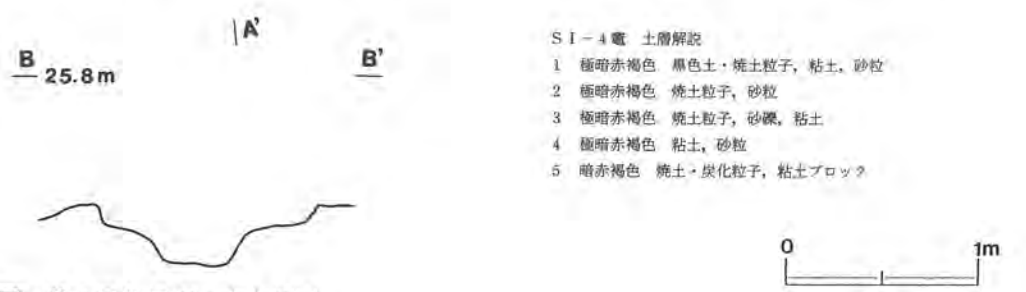 A'
B
25.8m
B'
SI-4竈 土層解説
1 極暗赤褐色 黒色土・焼土粒子，粘土，砂粒
2 極暗赤褐色 焼土粒子，砂粒
3 極暗赤褐色 焼土粒子，砂礫，粘土
4 極暗赤褐色 粘土，砂粒
5 暗赤褐色 焼土・炭化粒子，粘土ブロック
0 1m